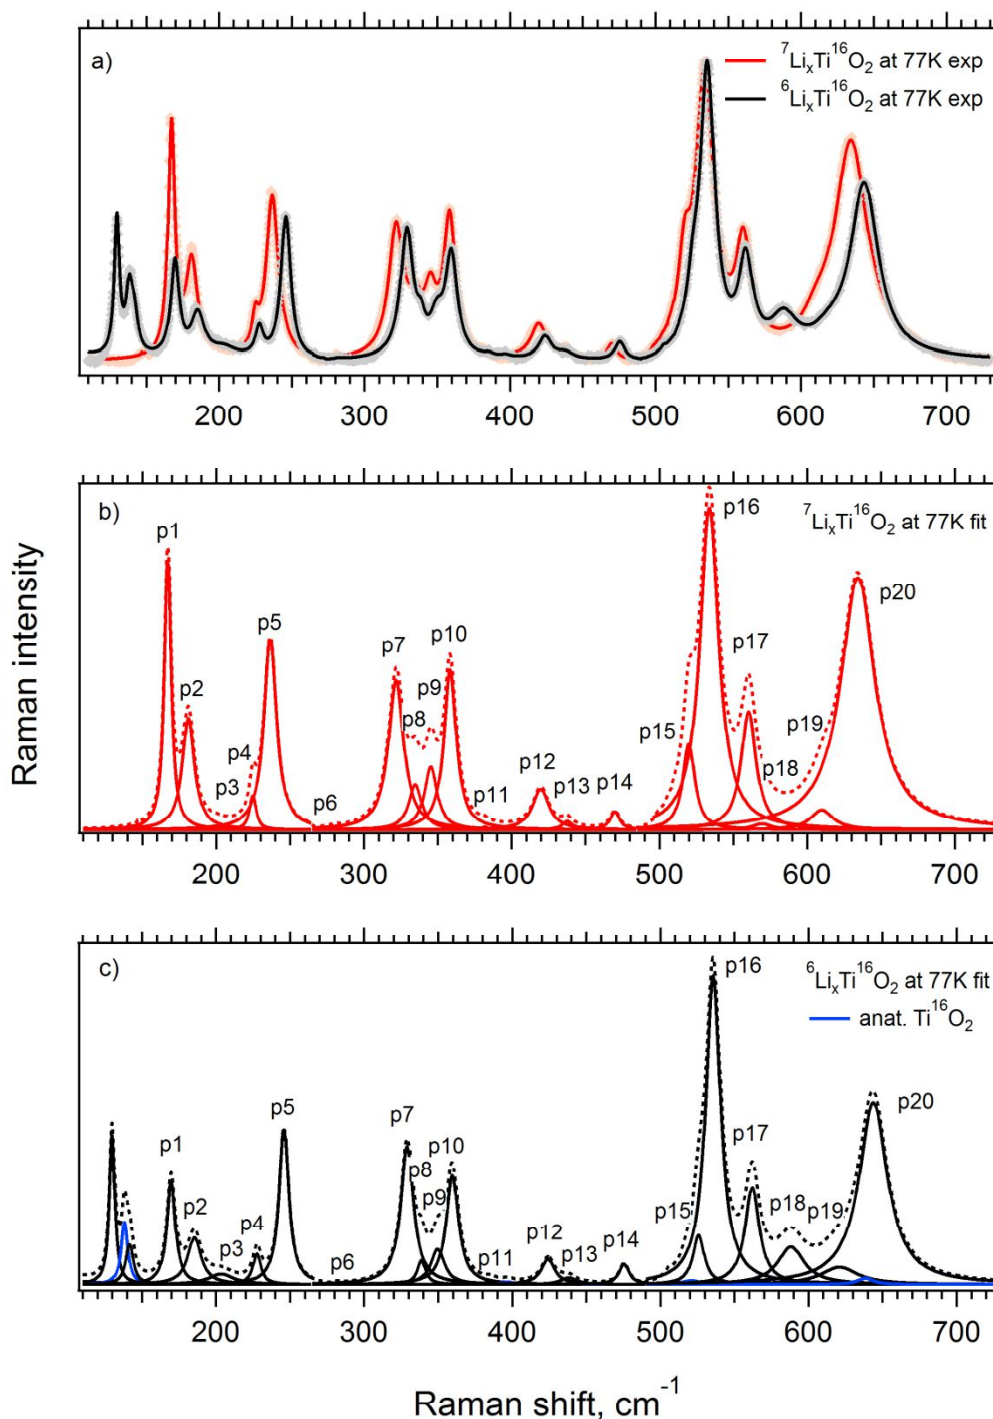 a)
⁷LiₓTi¹⁶O₂ at 77K exp
⁶LiₓTi¹⁶O₂ at 77K exp
200 300 400 500 600 700
Raman intensity
b)
⁷LiₓTi¹⁶O₂ at 77K fit
p1 p2 p3 p4 p5 p6 p7 p8 p9 p10 p11 p12 p13 p14 p15 p16 p17 p18 p19 p20
200 300 400 500 600 700
c)
⁶LiₓTi¹⁶O₂ at 77K fit
anat. Ti¹⁶O₂
p1 p2 p3 p4 p5 p6 p7 p8 p9 p10 p11 p12 p13 p14 p15 p16 p17 p18 p19 p20
200 300 400 500 600 700
Raman shift, cm⁻¹